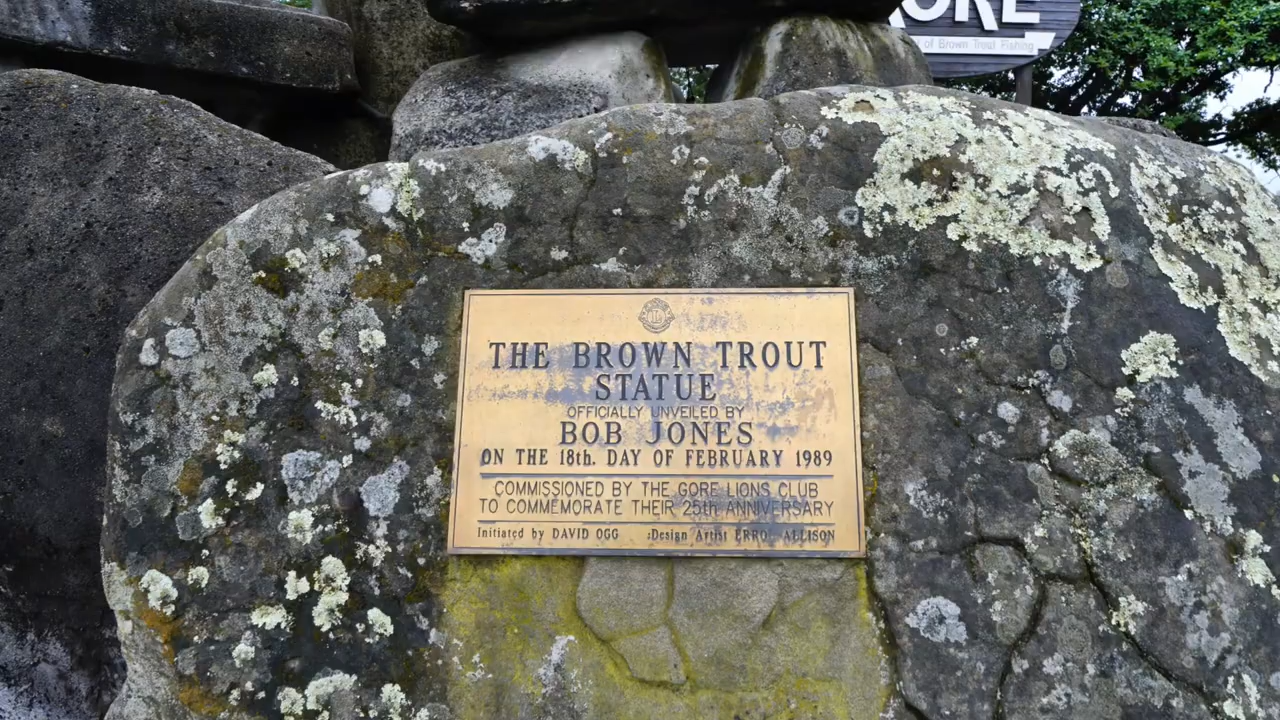 ORE
of Brown Trout Fishing
THE BROWN TROUT
STATUE
OFFICIALLY UNVEILED BY
BOB JONES
ON THE 18th. DAY OF FEBRUARY 1989
COMMISSIONED BY THE GORE LIONS CLUB
TO COMMEMORATE THEIR 25th ANNIVERSARY
Initiated by DAVID OGG :Design Artist ERROL ALLISON